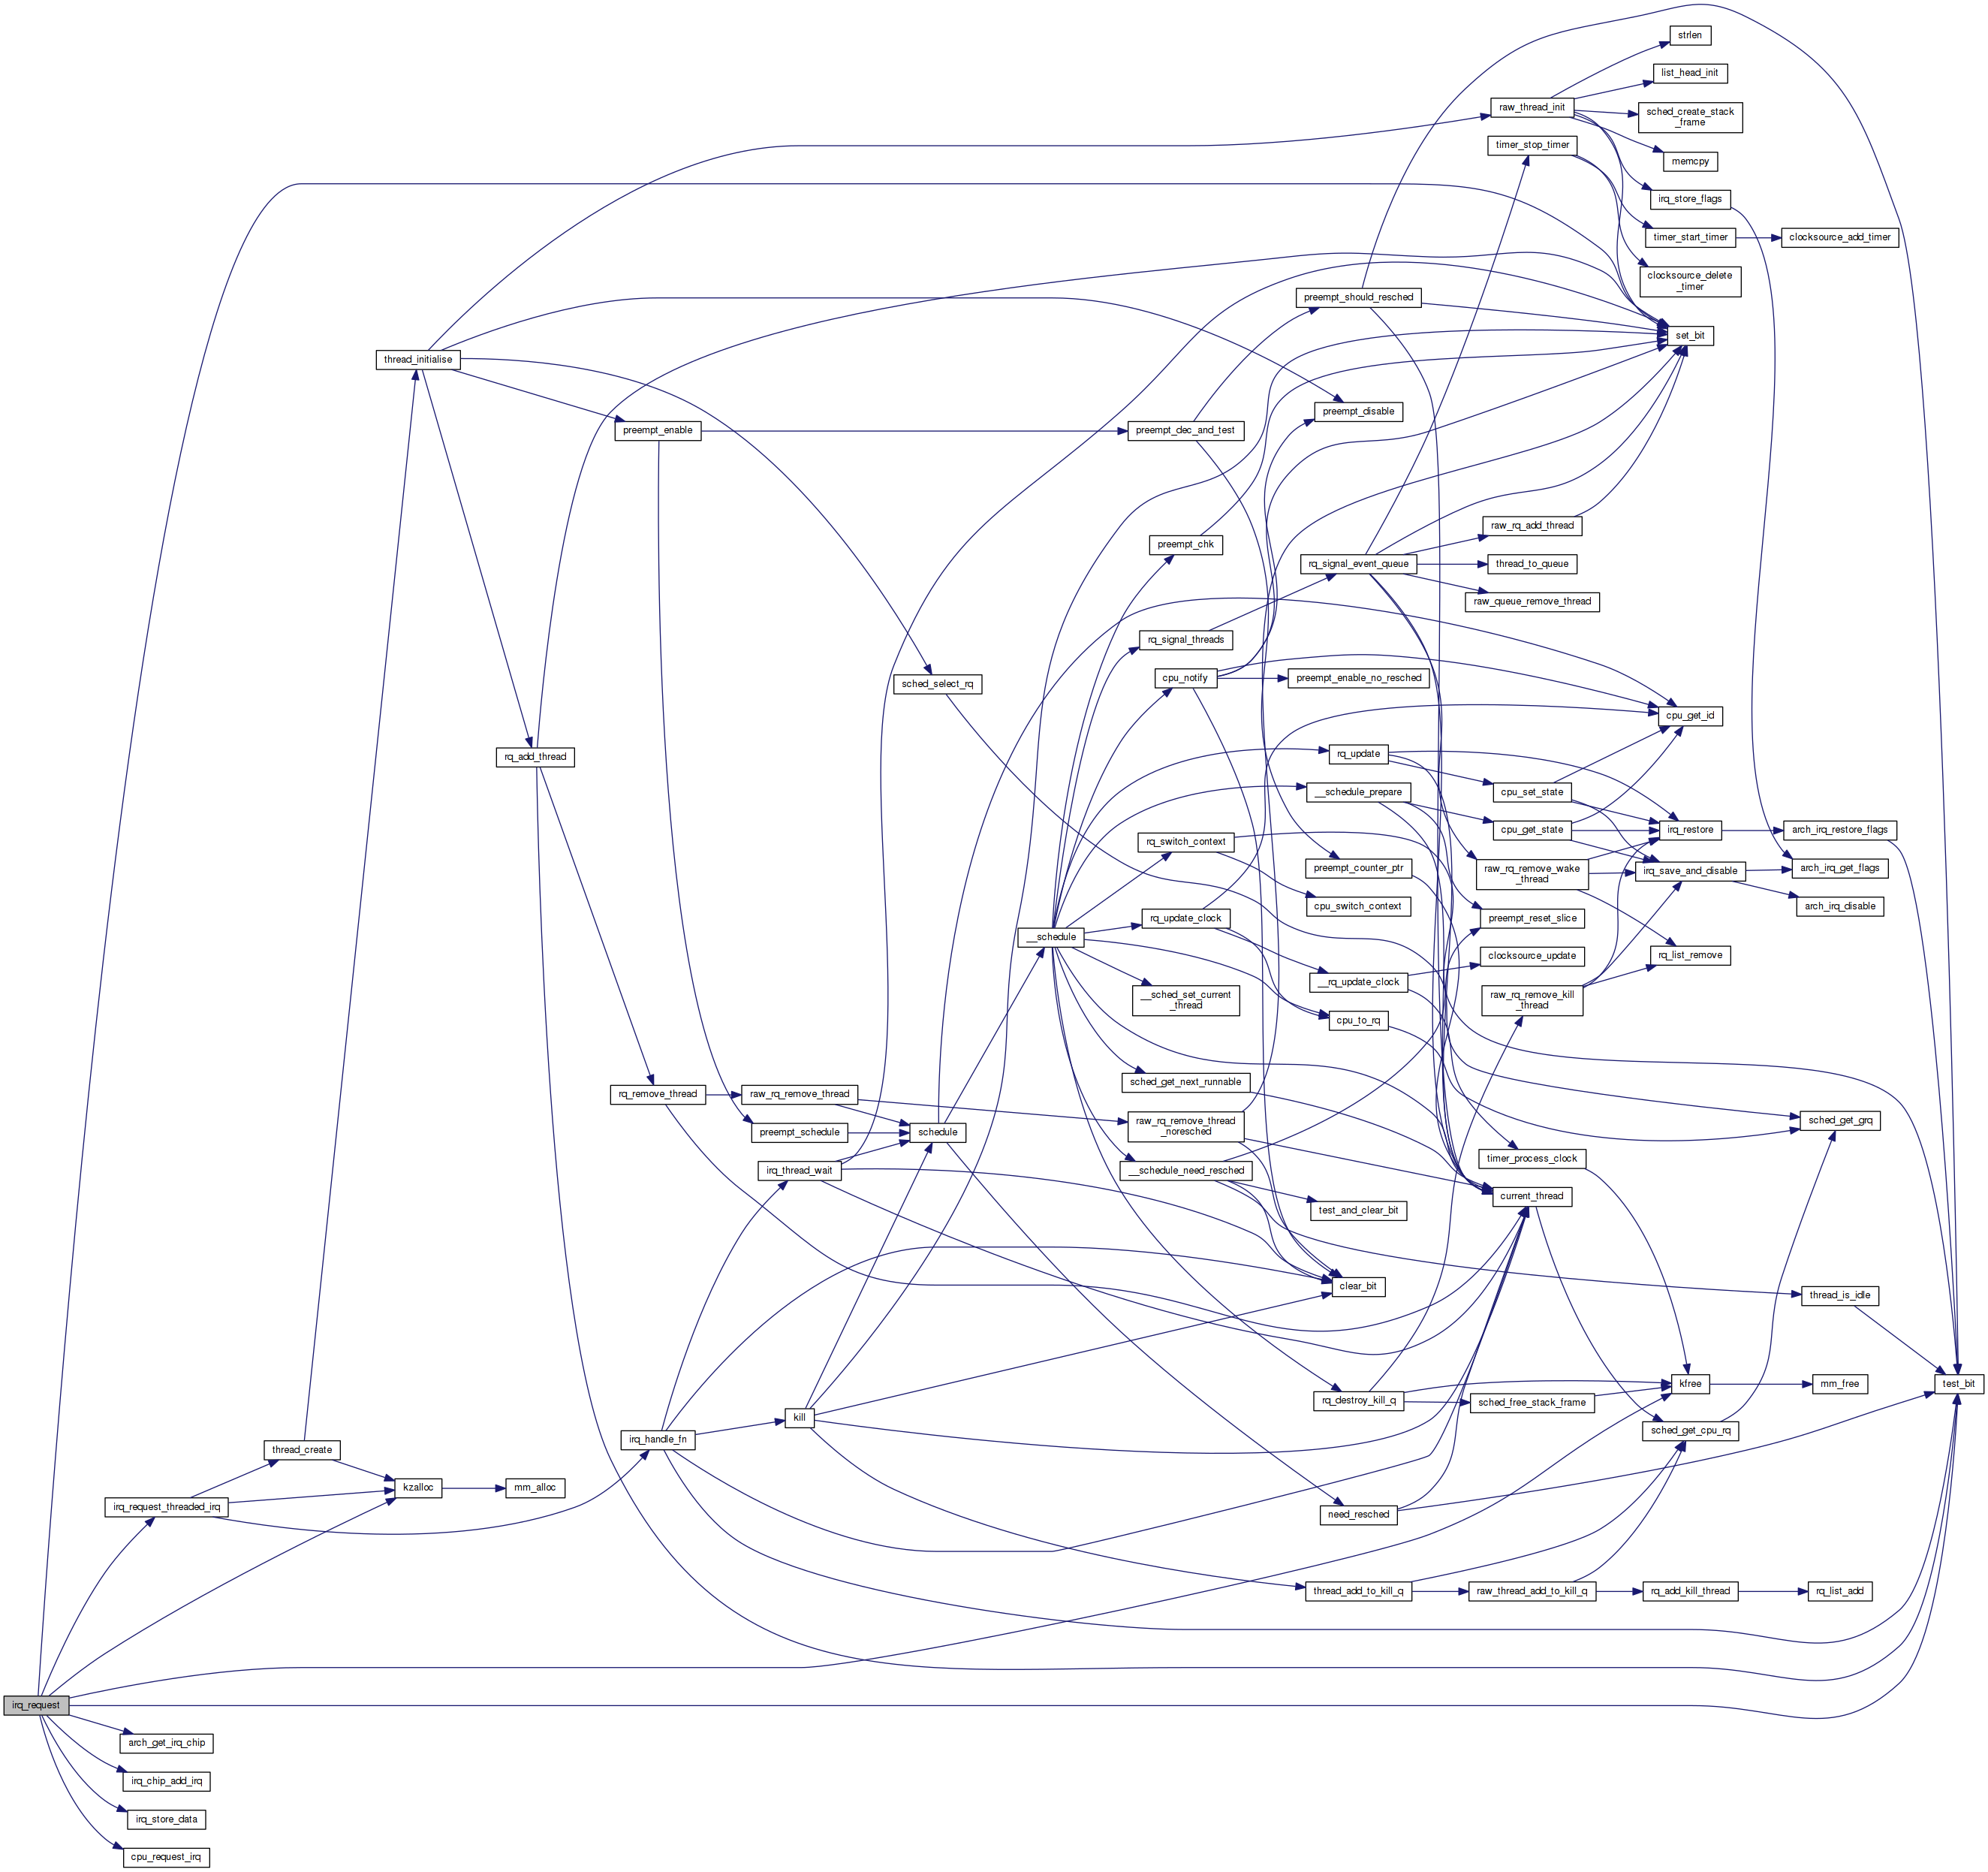 strlen
list_head_init
raw_thread_init
sched_create_stack
_frame
timer_stop_timer
memcpy
irq_store_flags
timer_start_timer
clocksource_add_timer
clocksource_delete
_timer
preempt_should_resched
set_bit
thread_initialise
preempt_disable
preempt_enable
preempt_dec_and_test
raw_rq_add_thread
preempt_chk
rq_signal_event_queue
thread_to_queue
raw_queue_remove_thread
rq_signal_threads
sched_select_rq
cpu_notify
preempt_enable_no_resched
cpu_get_id
rq_add_thread
rq_update
__schedule_prepare
cpu_set_state
rq_switch_context
cpu_get_state
irq_restore
arch_irq_restore_flags
preempt_counter_ptr
raw_rq_remove_wake
_thread
irq_save_and_disable
arch_irq_get_flags
cpu_switch_context
arch_irq_disable
rq_update_clock
preempt_reset_slice
__schedule
clocksource_update
rq_list_remove
__rq_update_clock
__sched_set_current
_thread
raw_rq_remove_kill
_thread
cpu_to_rq
sched_get_next_runnable
rq_remove_thread
raw_rq_remove_thread
raw_rq_remove_thread
_noresched
sched_get_grq
preempt_schedule
schedule
irq_thread_wait
__schedule_need_resched
timer_process_clock
current_thread
test_and_clear_bit
clear_bit
thread_is_idle
rq_destroy_kill_q
sched_free_stack_frame
kfree
mm_free
test_bit
kill
irq_handle_fn
sched_get_cpu_rq
thread_create
kzalloc
mm_alloc
irq_request_threaded_irq
need_resched
thread_add_to_kill_q
raw_thread_add_to_kill_q
rq_add_kill_thread
rq_list_add
irq_request
arch_get_irq_chip
irq_chip_add_irq
irq_store_data
cpu_request_irq